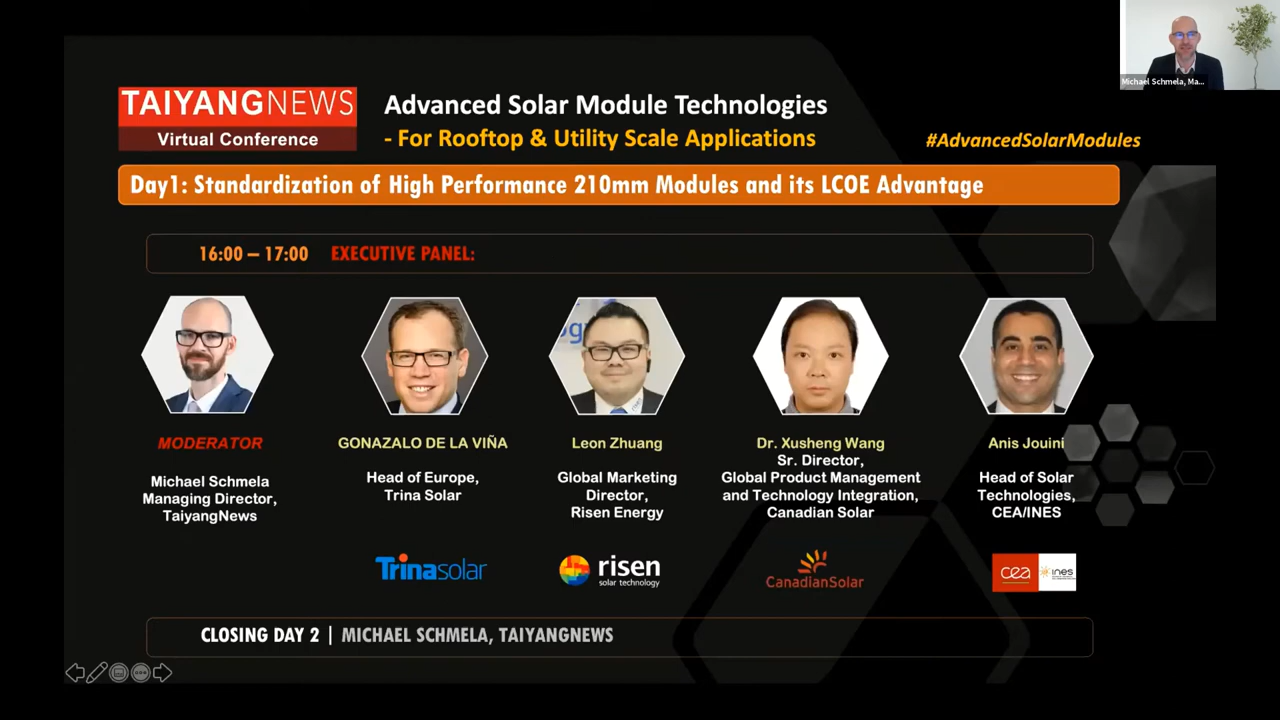 Michael Schmela, Ma...
TAIYANGNEWS
Virtual Conference
Advanced Solar Module Technologies
- For Rooftop & Utility Scale Applications
#AdvancedSolarModules
Day1: Standardization of High Performance 210mm Modules and its LCOE Advantage
16:00 – 17:00 EXECUTIVE PANEL:
MODERATOR
Michael Schmela
Managing Director,
TaiyangNews
GONAZALO DE LA VIÑA
Head of Europe,
Trina Solar
Trinasolar
Leon Zhuang
Global Marketing
Director,
Risen Energy
risen
solar technology
Dr. Xusheng Wang
Sr. Director,
Global Product Management
and Technology Integration,
Canadian Solar
CanadianSolar
Anis Jouini
Head of Solar
Technologies,
CEA/INES
cea
ines
CLOSING DAY 2 | MICHAEL SCHMELA, TAIYANGNEWS